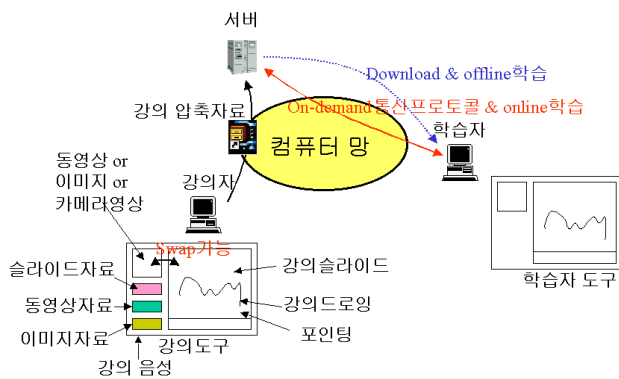 서버
Download & offline학습
강의 압축자료
On-demand통신프로토콜 & online학습
학습자
컴퓨터 망
동영상 or
이미지 or
카메라영상
강의자
Swap가능
슬라이드자료
강의슬라이드
동영상자료
강의드로잉
이미지자료
포인팅
강의도구
강의 음성
학습자 도구